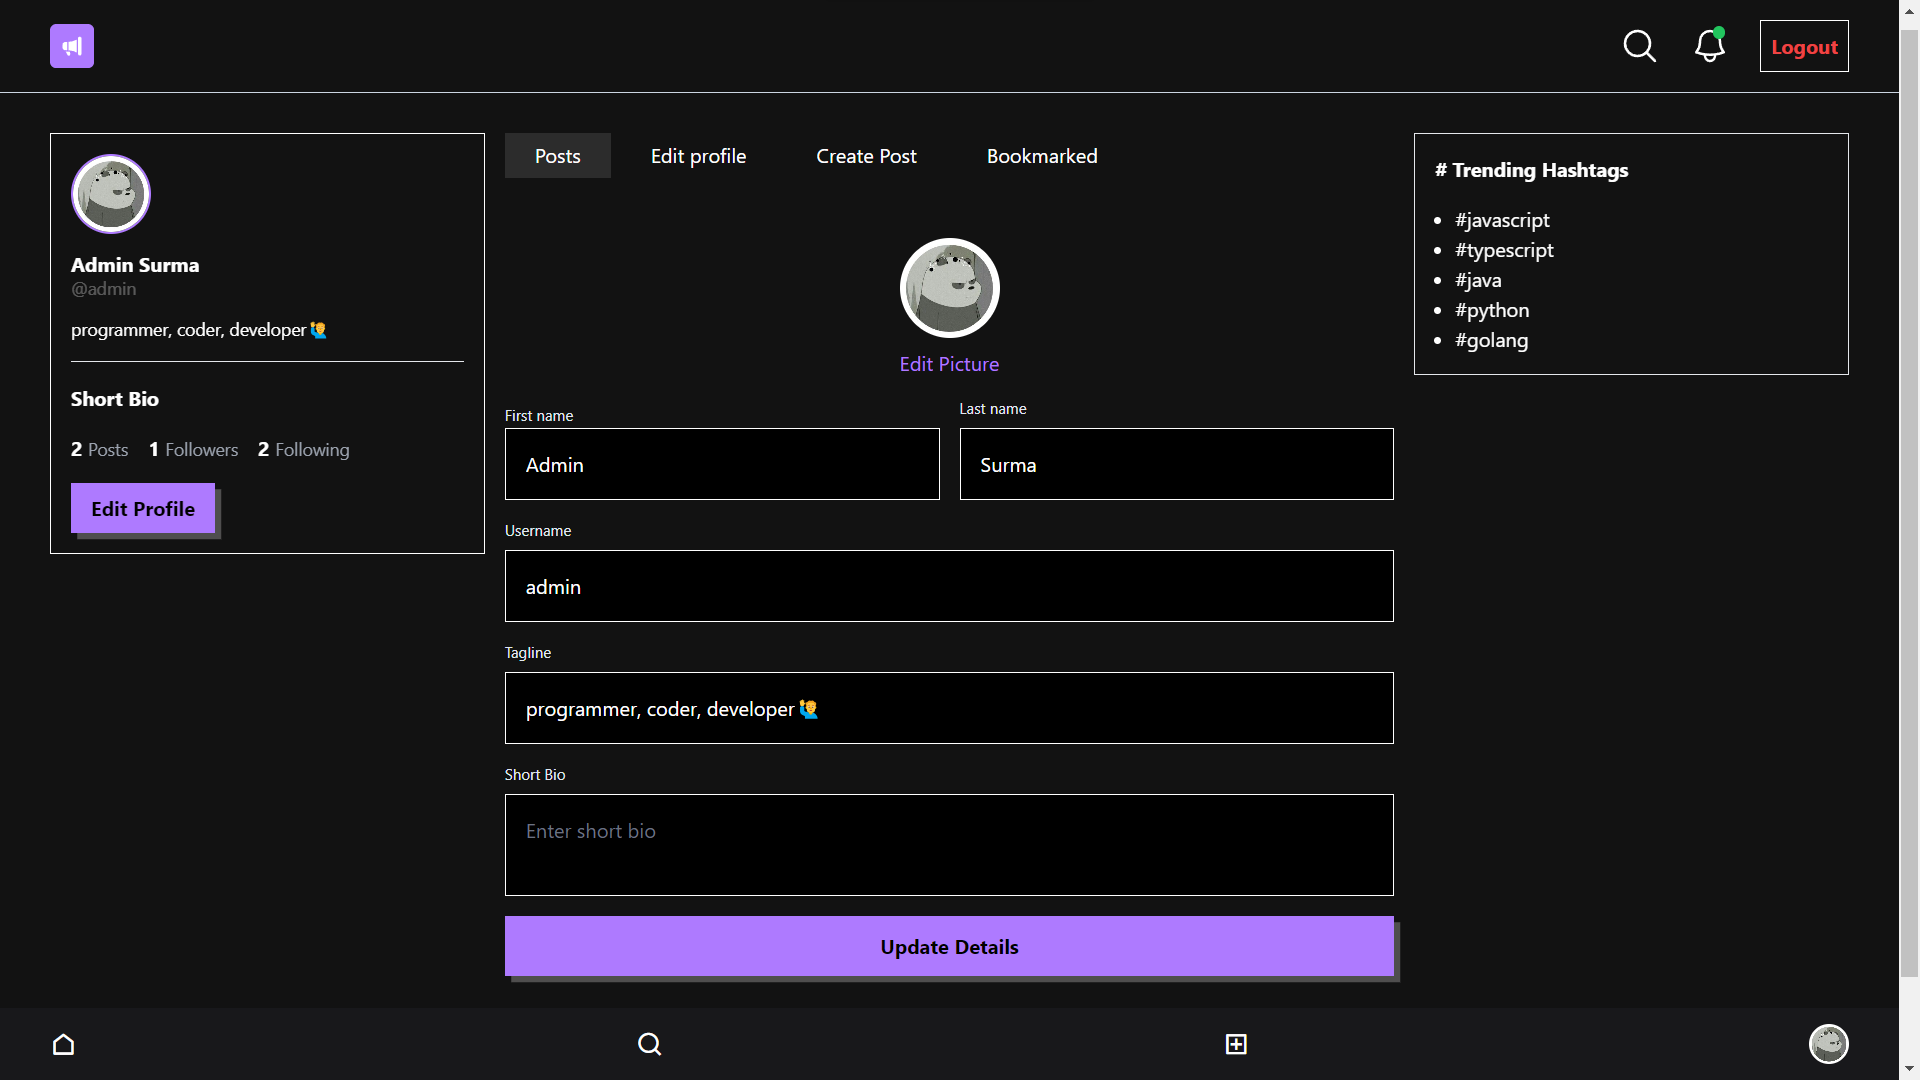 Logout
Admin Surma
@admin
programmer, coder, developer🙋
Short Bio
2 Posts 1 Followers 2 Following
Edit Profile
Posts Edit profile Create Post Bookmarked
Edit Picture
First name
Last name
Admin
Surma
Username
admin
Tagline
programmer, coder, developer🙋
Short Bio
Enter short bio
Update Details
# Trending Hashtags
• #javascript
• #typescript
• #java
• #python
• #golang